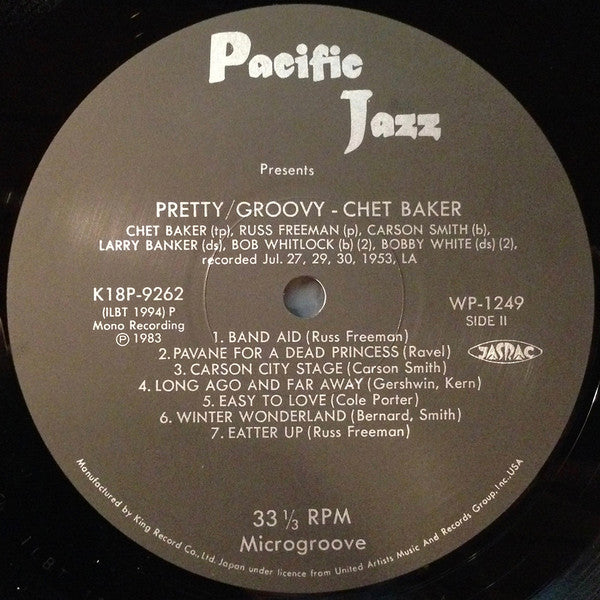 Pacific
Jazz
Presents
PRETTY/GROOVY - CHET BAKER
CHET BAKER (tp), RUSS FREEMAN (p), CARSON SMITH (b),
LARRY BANKER (ds), BOB WHITLOCK (b) (2), BOBBY WHITE (ds) (2),
recorded Jul. 27, 29, 30, 1953, LA
K18P-9262
(ILBT 1994) P
Mono Recording
Ⓟ 1983
WP-1249
SIDE II
JASRAC
1. BAND AID (Russ Freeman)
2. PAVANE FOR A DEAD PRINCESS (Ravel)
3. CARSON CITY STAGE (Carson Smith)
4. LONG AGO AND FAR AWAY (Gershwin, Kern)
5. EASY TO LOVE (Cole Porter)
6. WINTER WONDERLAND (Bernard, Smith)
7. EATTER UP (Russ Freeman)
33 1/3 RPM
Microgroove
Manufactured by King Record Co., Ltd. Japan under licence from United Artists Music And Records Group, Inc., USA